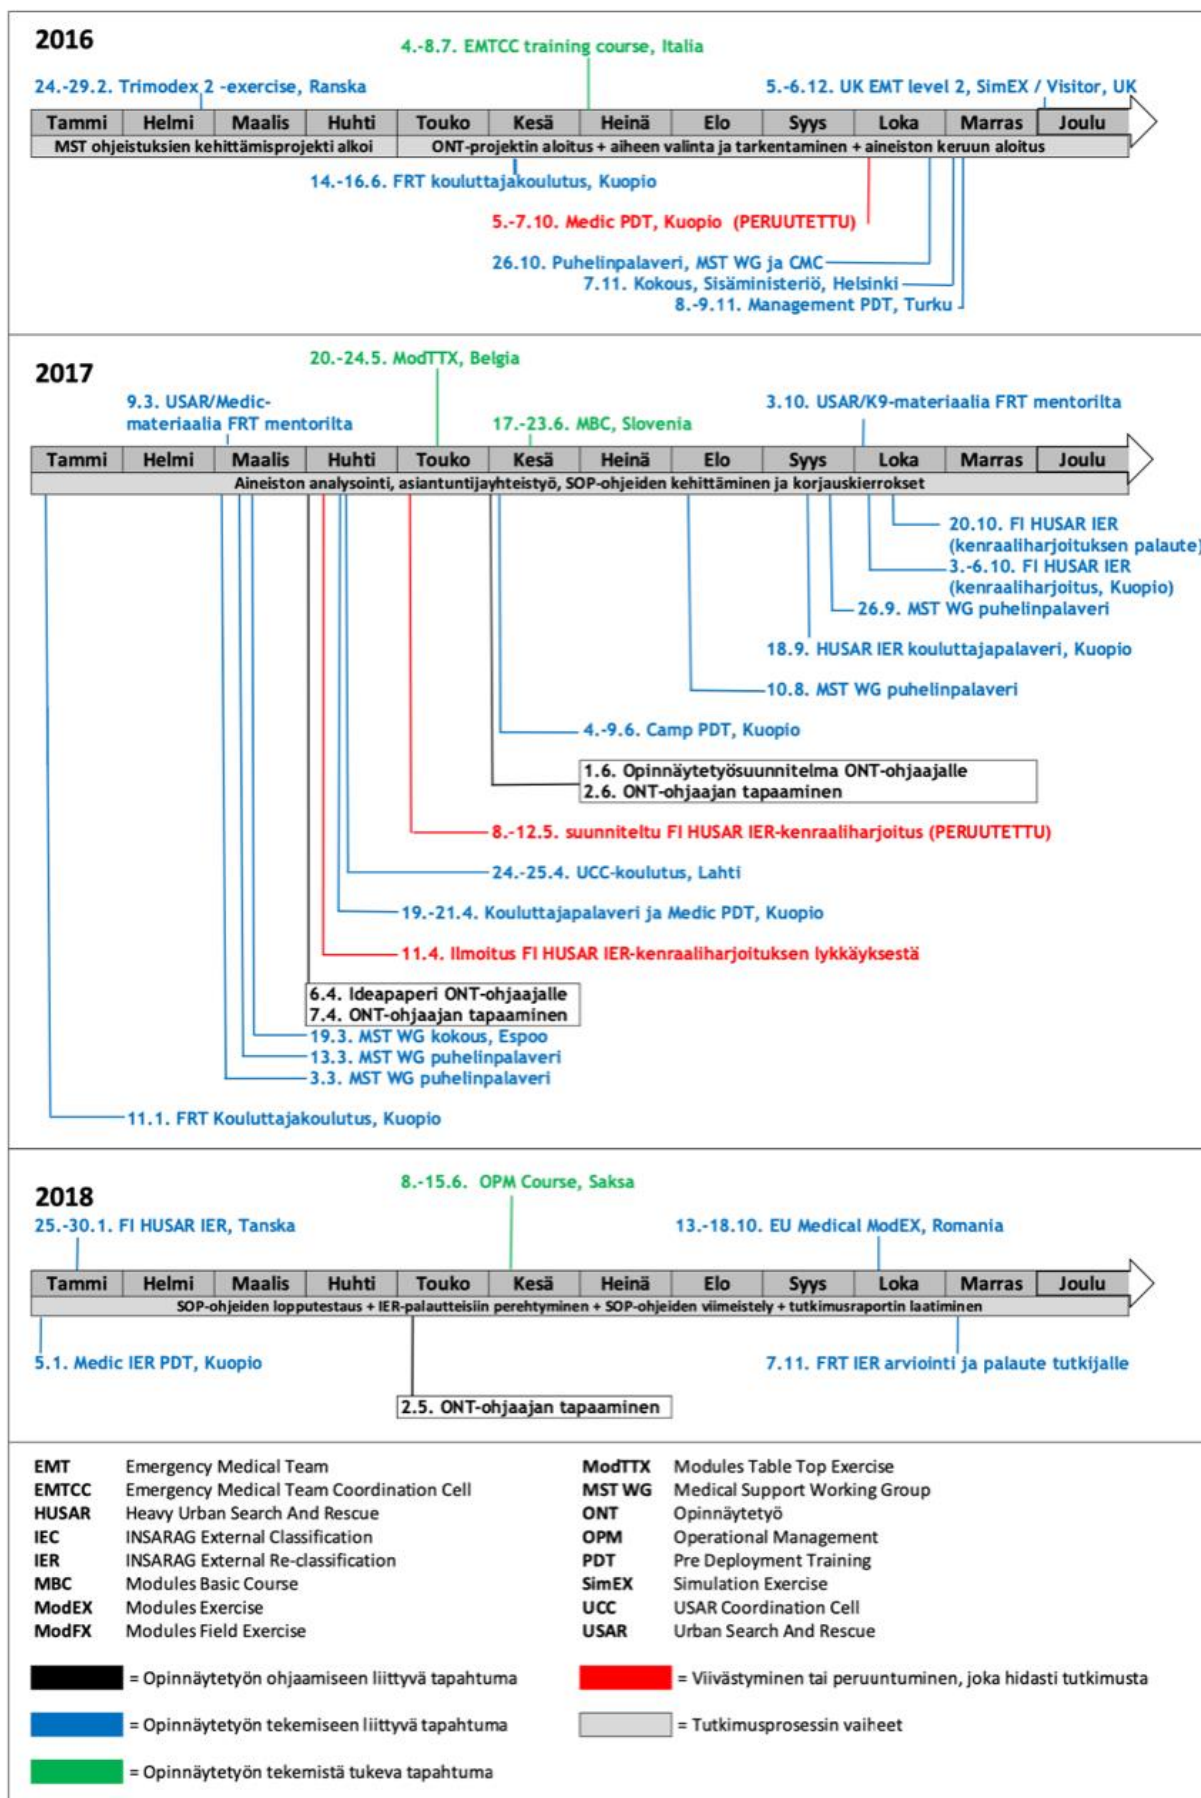 2016
4.-8.7. EMTCC training course, Italia
24.-29.2. Trimodex 2 -exercise, Ranska
5.-6.12. UK EMT level 2, SimEX / Visitor, UK
Tammi Helmi Maalis Huhti Touko Kesä Heinä Elo Syys Loka Marras Joulu
MST ohjeistuksien kehittämisprojekti alkoi ONT-projektin aloitus + aiheen valinta ja tarkentaminen + aineiston keruun aloitus
14.-16.6. FRT kouluttajakoulutus, Kuopio
5.-7.10. Medic PDT, Kuopio (PERUUTETTU)
26.10. Puhelinpalaveri, MST WG ja CMC
7.11. Kokous, Sisäministeriö, Helsinki
8.-9.11. Management PDT, Turku
2017
20.-24.5. ModTTX, Belgia
9.3. USAR/Medic-
materiaalia FRT mentorilta
17.-23.6. MBC, Slovenia
3.10. USAR/K9-materiaalia FRT mentorilta
Tammi Helmi Maalis Huhti Touko Kesä Heinä Elo Syys Loka Marras Joulu
Aineiston analysointi, asiantuntijayhteistyö, SOP-ohjeiden kehittäminen ja korjauskierrokset
20.10. FI HUSAR IER
(kenraaliharjoituksen palaute)
3.-6.10. FI HUSAR IER
(kenraaliharjoitus, Kuopio)
26.9. MST WG puhelinpalaveri
18.9. HUSAR IER kouluttajapalaveri, Kuopio
10.8. MST WG puhelinpalaveri
4.-9.6. Camp PDT, Kuopio
1.6. Opinnäytetyösuunnitelma ONT-ohjaajalle
2.6. ONT-ohjaajan tapaaminen
8.-12.5. suunniteltu FI HUSAR IER-kenraaliharjoitus (PERUUTETTU)
24.-25.4. UCC-koulutus, Lahti
19.-21.4. Kouluttajapalaveri ja Medic PDT, Kuopio
11.4. Ilmoitus FI HUSAR IER-kenraaliharjoituksen lykkäyksestä
6.4. Ideapaperi ONT-ohjaajalle
7.4. ONT-ohjaajan tapaaminen
19.3. MST WG kokous, Espoo
13.3. MST WG puhelinpalaveri
3.3. MST WG puhelinpalaveri
11.1. FRT Kouluttajakoulutus, Kuopio
2018
8.-15.6. OPM Course, Saksa
25.-30.1. FI HUSAR IER, Tanska
13.-18.10. EU Medical ModEX, Romania
Tammi Helmi Maalis Huhti Touko Kesä Heinä Elo Syys Loka Marras Joulu
SOP-ohjeiden lopputestaus + IER-palautteisiin perehtyminen + SOP-ohjeiden viimeistely + tutkimusraportin laatiminen
5.1. Medic IER PDT, Kuopio
7.11. FRT IER arviointi ja palaute tutkijalle
2.5. ONT-ohjaajan tapaaminen
EMT Emergency Medical Team
EMTCC Emergency Medical Team Coordination Cell
HUSAR Heavy Urban Search And Rescue
IEC INSARAG External Classification
IER INSARAG External Re-classification
MBC Modules Basic Course
ModEX Modules Exercise
ModFX Modules Field Exercise
ModTTX Modules Table Top Exercise
MST WG Medical Support Working Group
ONT Opinnäytetyö
OPM Operational Management
PDT Pre Deployment Training
SimEX Simulation Exercise
UCC USAR Coordination Cell
USAR Urban Search And Rescue
= Opinnäytetyön ohjaamiseen liittyvä tapahtuma
= Opinnäytetyön tekemiseen liittyvä tapahtuma
= Opinnäytetyön tekemistä tukeva tapahtuma
= Viivästyminen tai peruuntuminen, joka hidasti tutkimusta
= Tutkimusprosessin vaiheet